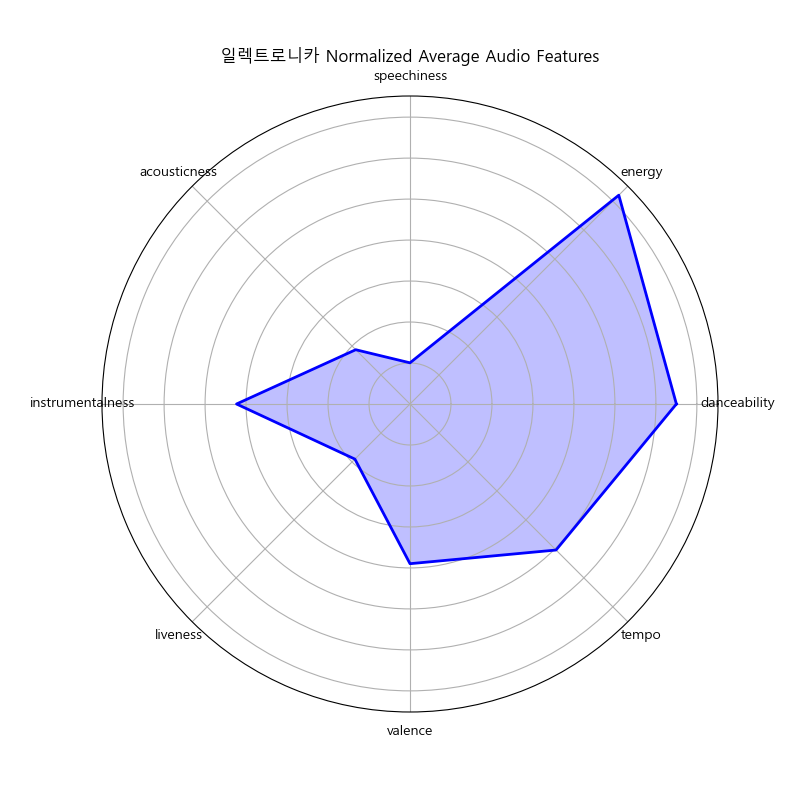 일렉트로니카 Normalized Average Audio Features
speechiness
acousticness
energy
instrumentalness
danceability
liveness
tempo
valence